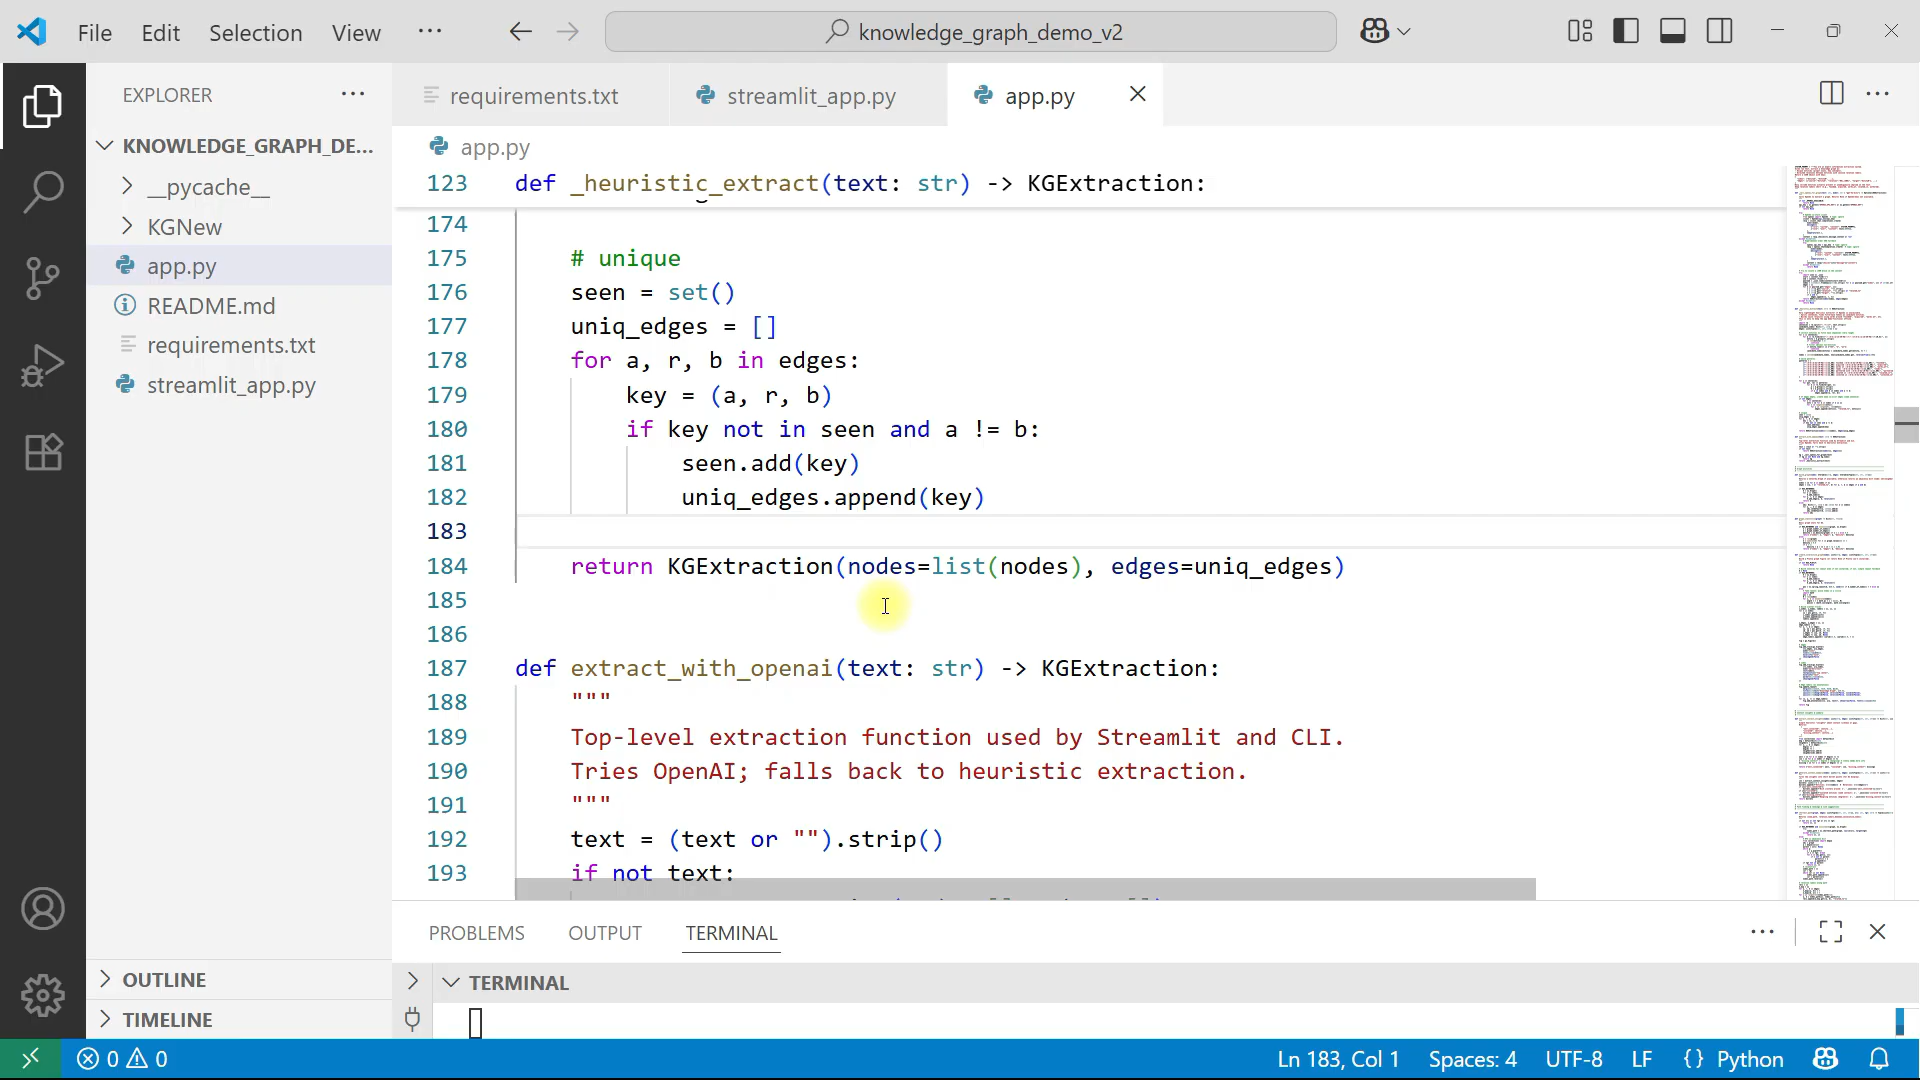 File Edit Selection View ··· knowledge_graph_demo_v2
EXPLORER ···
KNOWLEDGE_GRAPH_DE...
__pycache__
KGNew
app.py
README.md
requirements.txt
streamlit_app.py
OUTLINE
TIMELINE
requirements.txt streamlit_app.py app.py
app.py
123 def _heuristic_extract(text: str) -> KGExtraction:
174
175 # unique
176 seen = set()
177 uniq_edges = []
178 for a, r, b in edges:
179 key = (a, r, b)
180 if key not in seen and a != b:
181 seen.add(key)
182 uniq_edges.append(key)
183
184 return KGExtraction(nodes=list(nodes), edges=uniq_edges)
185
186
187 def extract_with_openai(text: str) -> KGExtraction:
188 """
189 Top-level extraction function used by Streamlit and CLI.
190 Tries OpenAI; falls back to heuristic extraction.
191 """
192 text = (text or "").strip()
193 if not text:
PROBLEMS OUTPUT TERMINAL
TERMINAL
0 0 Ln 183, Col 1 Spaces: 4 UTF-8 LF {} Python